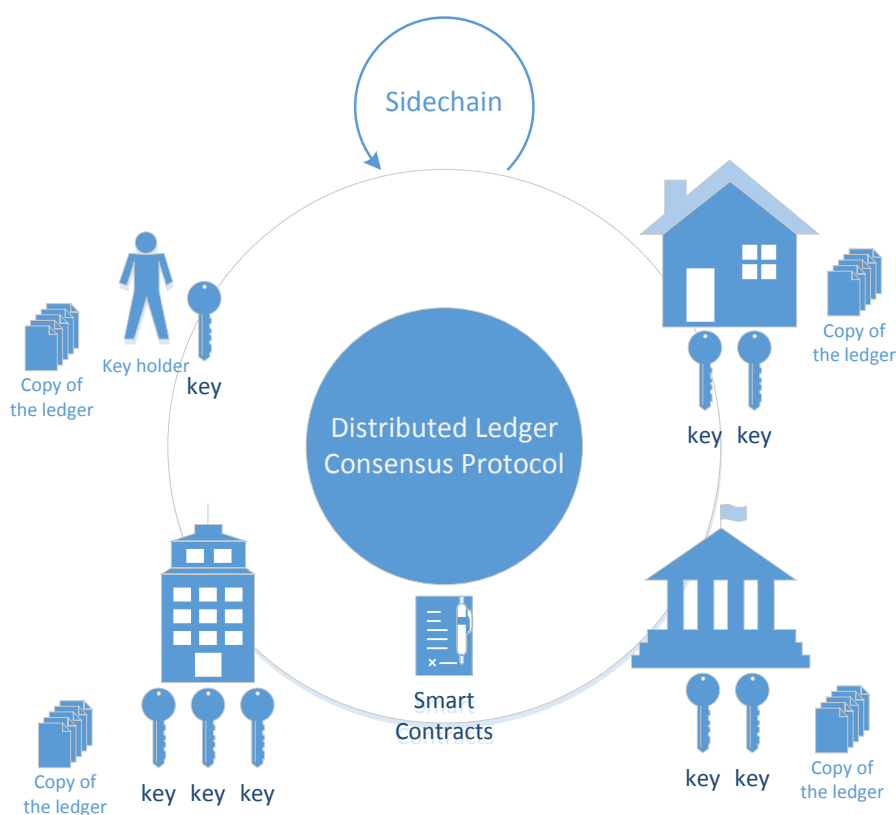 Sidechain
Key holder
key
Copy of
the ledger
Copy of
the ledger
key key
Distributed Ledger
Consensus Protocol
Smart
Contracts
key key key
Copy of
the ledger
key key
Copy of
the ledger